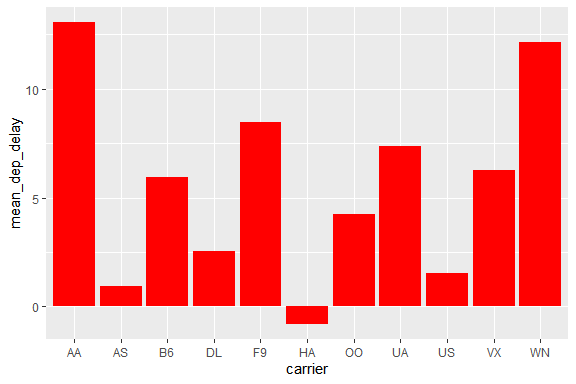 mean_dep_delay
10
5
0
AA AS B6 DL F9 HA OO UA US VX WN
carrier